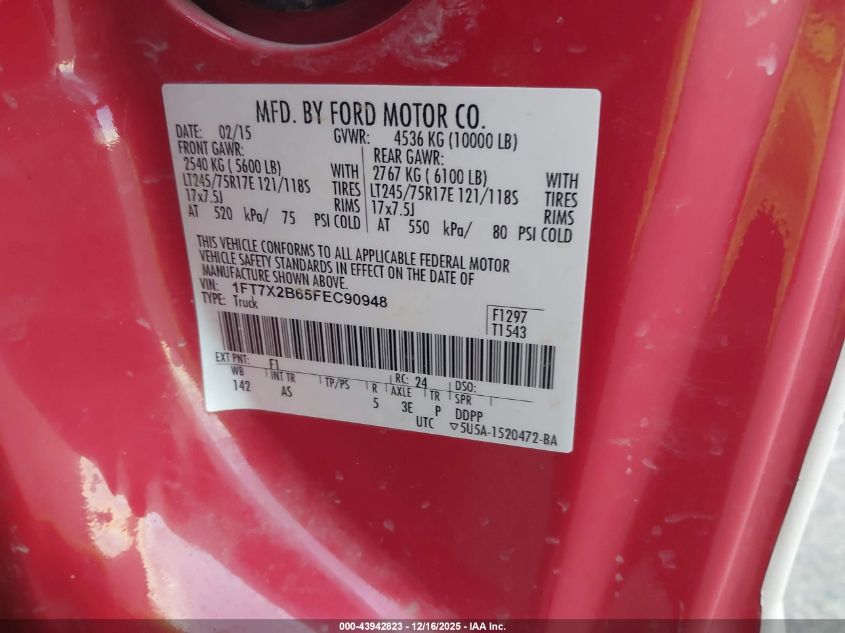 MFD. BY FORD MOTOR CO.
DATE: 02/15 GVWR: 4536 KG (10000 LB)
FRONT GAWR: REAR GAWR:
2540 KG ( 5600 LB) WITH 2767 KG ( 6100 LB) WITH
LT245/75R17E 121/118S TIRES LT245/75R17E 121/118S TIRES
17x7.5J RIMS 17x7.5J RIMS
AT 520 kPa/ 75 PSI COLD AT 550 kPa/ 80 PSI COLD
THIS VEHICLE CONFORMS TO ALL APPLICABLE FEDERAL MOTOR
VEHICLE SAFETY STANDARDS IN EFFECT ON THE DATE OF
MANUFACTURE SHOWN ABOVE.
VIN: 1FT7X2B65FEC90948
TYPE: Truck
F1297
T1543
EXT PNT: F1 RC: 24 DSO:
WB INT TR TP/PS R AXLE TR SPR
142 AS 5 3E P DDPP
UTC ▽5U5A-1520472-BA
000-43942823 - 12/16/2025 - IAA Inc.